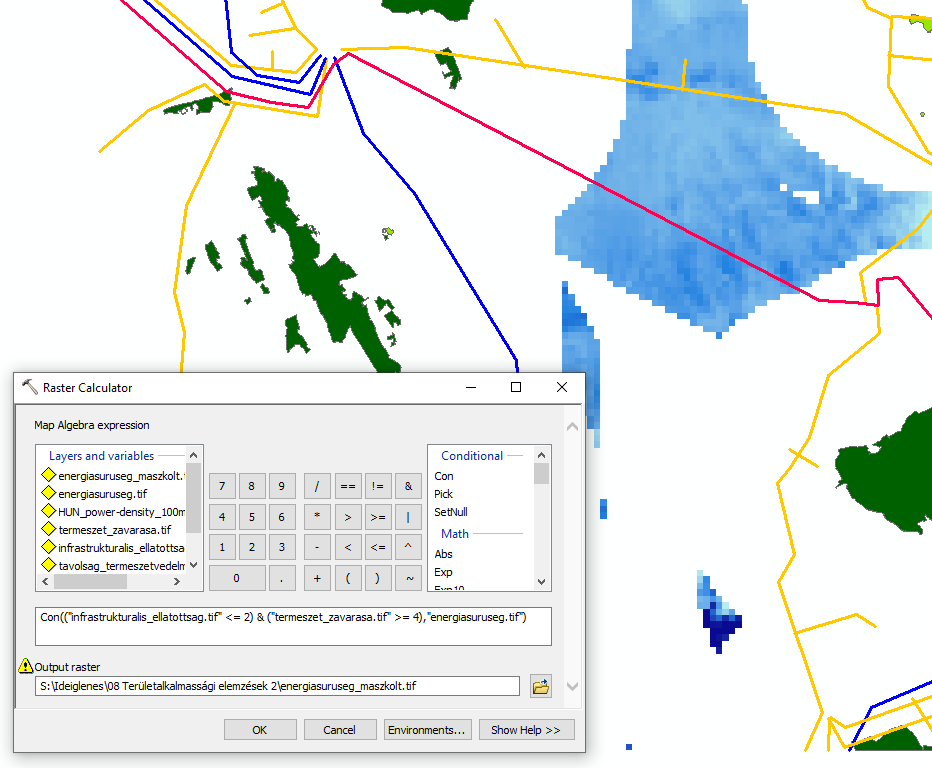 Raster Calculator
Map Algebra expression
Layers and variables
energiasuruseg_maszkolt.ti
energiasuruseg.tif
HUN_power-density_100m
termeszet_zavarasa.tif
infrastrukturalis_ellatottsa
tavolsag_termeszetvedelm
7 8 9 / == != &
4 5 6 * > >= |
1 2 3 - < <= ^
0 . + ( ) ~
Conditional
Con
Pick
SetNull
Math
Abs
Exp
Exp10
Con(("infrastrukturalis_ellatottsag.tif" <= 2) & ("termeszet_zavarasa.tif" >= 4),"energiasuruseg.tif")
Output raster
S:\Ideiglenes\08 Területalkalmassági elemzések 2\energiasuruseg_maszkolt.tif
OK Cancel Environments... Show Help >>